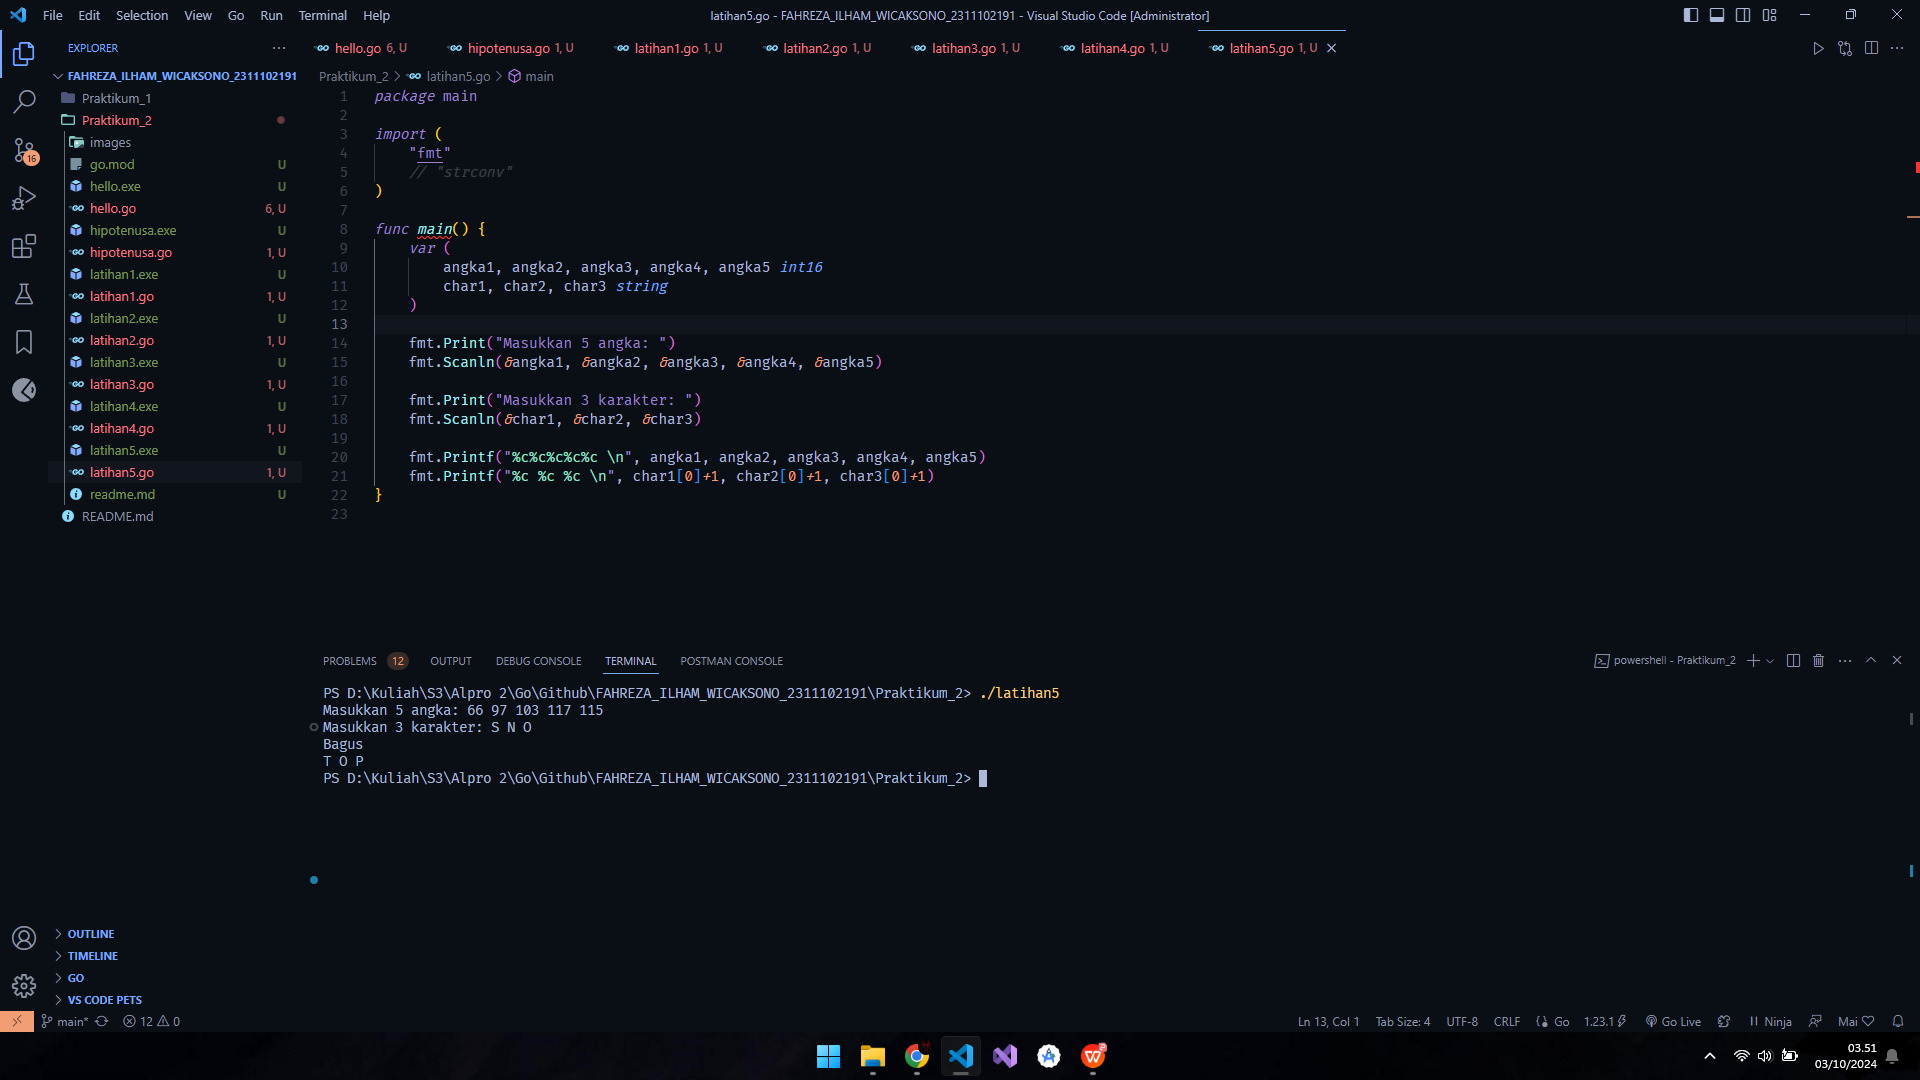 File Edit Selection View Go Run Terminal Help
latihan5.go - FAHREZA_ILHAM_WICAKSONO_2311102191 - Visual Studio Code [Administrator]
EXPLORER
FAHREZA_ILHAM_WICAKSONO_2311102191
Praktikum_1
Praktikum_2
images
go.mod U
hello.exe U
hello.go 6, U
hipotenusa.exe U
hipotenusa.go 1, U
latihan1.exe U
latihan1.go 1, U
latihan2.exe U
latihan2.go 1, U
latihan3.exe U
latihan3.go 1, U
latihan4.exe U
latihan4.go 1, U
latihan5.exe U
latihan5.go 1, U
readme.md U
README.md
16
OUTLINE
TIMELINE
GO
VS CODE PETS
hello.go 6, U hipotenusa.go 1, U latihan1.go 1, U latihan2.go 1, U latihan3.go 1, U latihan4.go 1, U latihan5.go 1, U
Praktikum_2 > latihan5.go > main
1 package main
2
3 import (
4 "fmt"
5 // "strconv"
6 )
7
8 func main() {
9 var (
10 angka1, angka2, angka3, angka4, angka5 int16
11 char1, char2, char3 string
12 )
13
14 fmt.Print("Masukkan 5 angka: ")
15 fmt.Scanln(&angka1, &angka2, &angka3, &angka4, &angka5)
16
17 fmt.Print("Masukkan 3 karakter: ")
18 fmt.Scanln(&char1, &char2, &char3)
19
20 fmt.Printf("%c%c%c%c%c \n", angka1, angka2, angka3, angka4, angka5)
21 fmt.Printf("%c %c %c \n", char1[0]+1, char2[0]+1, char3[0]+1)
22 }
23
PROBLEMS 12 OUTPUT DEBUG CONSOLE TERMINAL POSTMAN CONSOLE
powershell - Praktikum_2
PS D:\Kuliah\S3\Alpro 2\Go\Github\FAHREZA_ILHAM_WICAKSONO_2311102191\Praktikum_2> ./latihan5
Masukkan 5 angka: 66 97 103 117 115
Masukkan 3 karakter: S N O
Bagus
T O P
PS D:\Kuliah\S3\Alpro 2\Go\Github\FAHREZA_ILHAM_WICAKSONO_2311102191\Praktikum_2>
main* 12 0
Ln 13, Col 1 Tab Size: 4 UTF-8 CRLF Go 1.23.1 Go Live Ninja Mai
03.51
03/10/2024